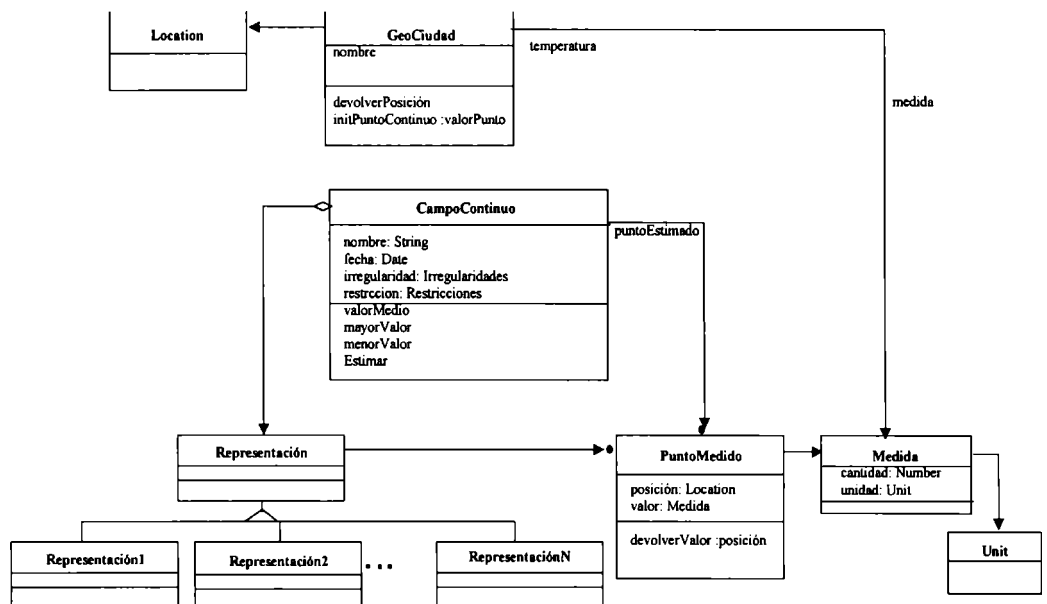 Location
GeoCiudad
nombre
devolverPosición
initPuntoContinuo :valorPunto
temperatura
medida
CampoContinuo
nombre: String
fecha: Date
irregularidad: Irregularidades
restrccion: Restricciones
valorMedio
mayorValor
menorValor
Estimar
puntoEstimado
Representación
PuntoMedido
posición: Location
valor: Medida
devolverValor :posición
Medida
cantidad: Number
unidad: Unit
Unit
Representación1
Representación2
...
RepresentaciónN